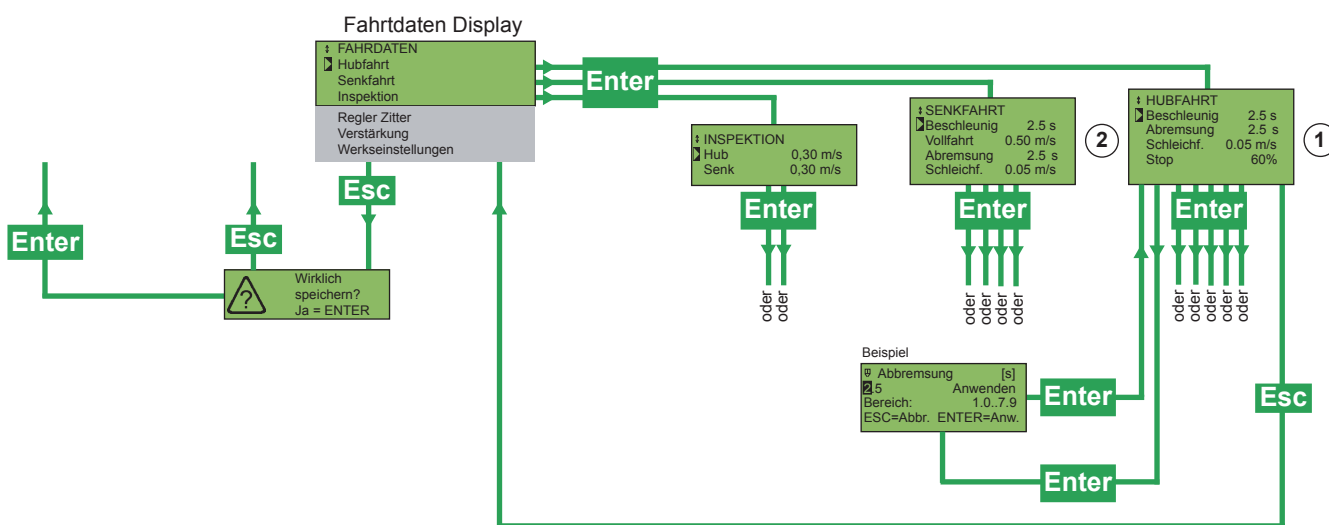 Fahrtdaten Display
FAHRDATEN
Hubfahrt
Senkfahrt
Inspektion
Regler Zitter
Verstärkung
Werkseinstellungen
Enter
Esc
Enter
Esc
Wirklich
speichern?
Ja = ENTER
INSPEKTION
Hub 0,30 m/s
Senk 0,30 m/s
Enter
oder
oder
SENKFAHRT
Beschleunig 2.5 s
Vollfahrt 0.50 m/s
Abremsung 2.5 s
Schleichf. 0.05 m/s
2
Enter
oder
oder
oder
oder
HUBFAHRT
Beschleunig 2.5 s
Abremsung 2.5 s
Schleichf. 0.05 m/s
Stop 60%
1
Enter
oder
oder
oder
oder
oder
Beispiel
Abbremsung [s]
2.5 Anwenden
Bereich: 1.0..7.9
ESC=Abbr. ENTER=Anw.
Enter
Enter
Esc
?